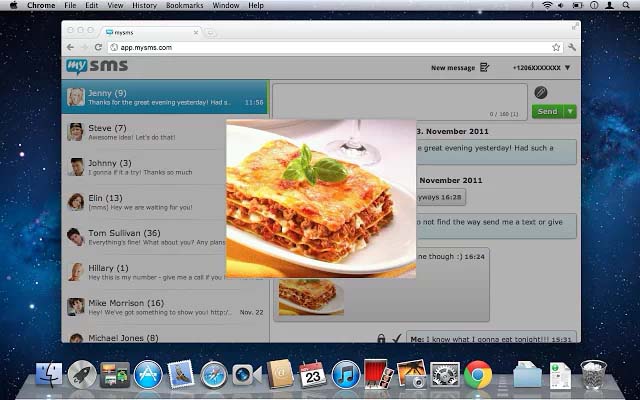 Chrome File Edit View History Bookmarks Window Help
mysms
app.mysms.com
my sms
New message
+1206XXXXXXX
Jenny (9)
Thanks for the great evening yesterday! Had s.. 11:56
Steve (7)
Awesome idea! Let's do that!
Johnny (3)
I gonna if it a try! Thanks so much
Elin (13)
[mms] Hey we are waiting for you!
Tom Sullivan (36)
Everything's fine! What about you? Any plans
Hillary (1)
Hey this is my number - give me a call if you
Mike Morrison (16)
Hey! We've got something to show you! http:/.. Nov. 22
Michael Jones (8)
0 / 160 (1)
Send
3. November 2011
e great evening yesterday! Had such a
November 2011
yways 16:28
o not find the way send me a text or give
me though :) 16:24
Me: I know what I gonna eat tonight!!! 15:31
23